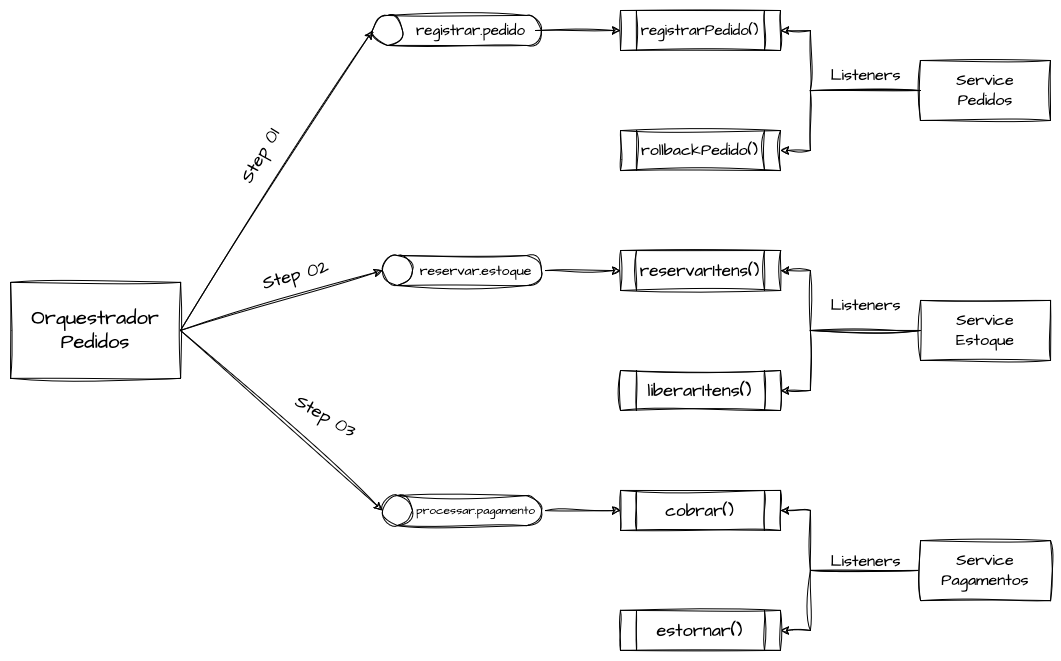 registrar.pedido
registrarPedido()
Listeners
Service
Pedidos
Step 01
rollbackPedido()
Step 02
reservar.estoque
reservarItens()
Orquestrador
Pedidos
Listeners
Service
Estoque
liberarItens()
Step 03
processar.pagamento
cobrar()
Listeners
Service
Pagamentos
estornar()